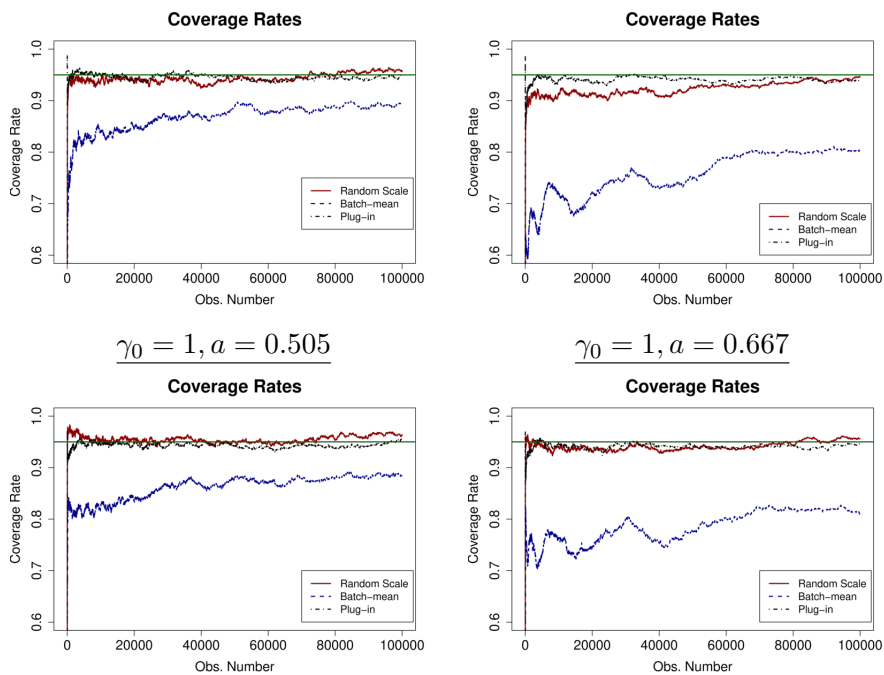 Coverage Rates
Coverage Rate
1.0
0.9
0.8
0.7
0.6
Random Scale
Batch−mean
Plug−in
0 20000 40000 60000 80000 100000
Obs. Number
Coverage Rates
Coverage Rate
1.0
0.9
0.8
0.7
0.6
Random Scale
Batch−mean
Plug−in
0 20000 40000 60000 80000 100000
Obs. Number
γ₀ = 1, a = 0.505
γ₀ = 1, a = 0.667
Coverage Rates
Coverage Rate
1.0
0.9
0.8
0.7
0.6
Random Scale
Batch−mean
Plug−in
0 20000 40000 60000 80000 100000
Obs. Number
Coverage Rates
Coverage Rate
1.0
0.9
0.8
0.7
0.6
Random Scale
Batch−mean
Plug−in
0 20000 40000 60000 80000 100000
Obs. Number